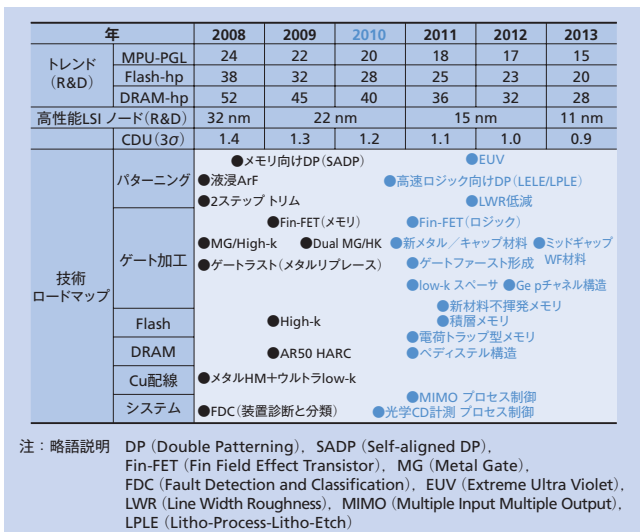 年 2008 2009 2010 2011 2012 2013
トレンド(R&D) MPU-PGL 24 22 20 18 17 15
Flash-hp 38 32 28 25 23 20
DRAM-hp 52 45 40 36 32 28
高性能LSI ノード(R&D) 32 nm 22 nm 15 nm 11 nm
CDU(3σ) 1.4 1.3 1.2 1.1 1.0 0.9
技術ロードマップ
パターニング
●メモリ向けDP(SADP) ●EUV
●液浸ArF ●高速ロジック向けDP(LELE/LPLE)
●2ステップ トリム ●LWR低減
ゲート加工
●Fin-FET(メモリ) ●Fin-FET(ロジック)
●MG/High-k ●Dual MG/HK ●新メタル／キャップ材料 ●ミッドギャップWF材料
●ゲートラスト(メタルリプレース) ●ゲートファースト形成
●low-k スペーサ ●Ge pチャネル構造
●新材料不揮発メモリ
Flash ●High-k ●積層メモリ
●電荷トラップ型メモリ
DRAM ●AR50 HARC ●ペディステル構造
Cu配線 ●メタルHM＋ウルトラlow-k
●MIMO プロセス制御
システム ●FDC(装置診断と分類) ●光学CD計測 プロセス制御
注：略語説明 DP (Double Patterning), SADP (Self-aligned DP),
Fin-FET (Fin Field Effect Transistor), MG (Metal Gate),
FDC (Fault Detection and Classification), EUV (Extreme Ultra Violet),
LWR (Line Width Roughness), MIMO (Multiple Input Multiple Output),
LPLE (Litho-Process-Litho-Etch)